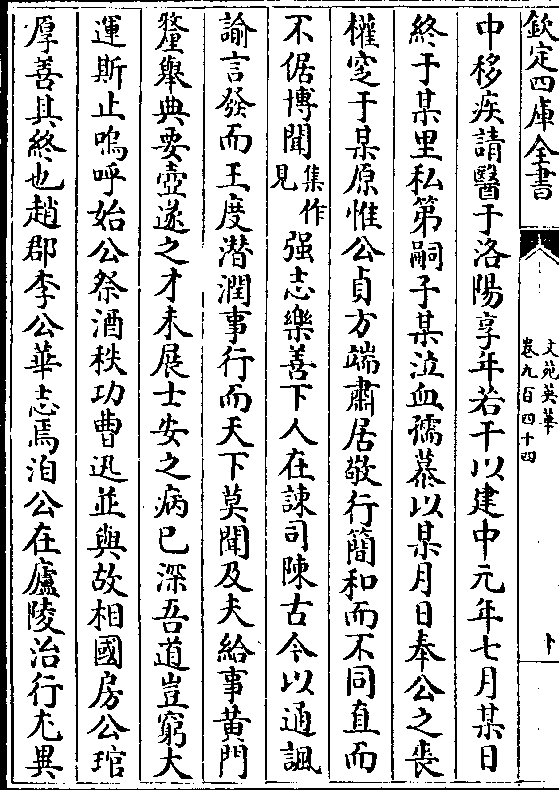 欽定四庫全書
文苑英華
卷九百四十四
中移疾請醫于洛陽享年若干以建中元年七月某日
終于某里私第嗣子某泣血孺慕以某月日奉公之喪
權窆于某原惟公貞方端肅居敬行簡和而不同直而
不倨博聞集作見强志樂善下人在諫司陳古今以通諷
諭言發而王度潛潤事行而天下莫聞及夫給事黄門
釐舉典要壺遂之才未展士安之病已深吾道豈窮大
運斯止嗚呼始公祭酒秩功曹迅並與故相國房公琯
厚善其終也趙郡李公華志焉洎公在廬陵治行尤異